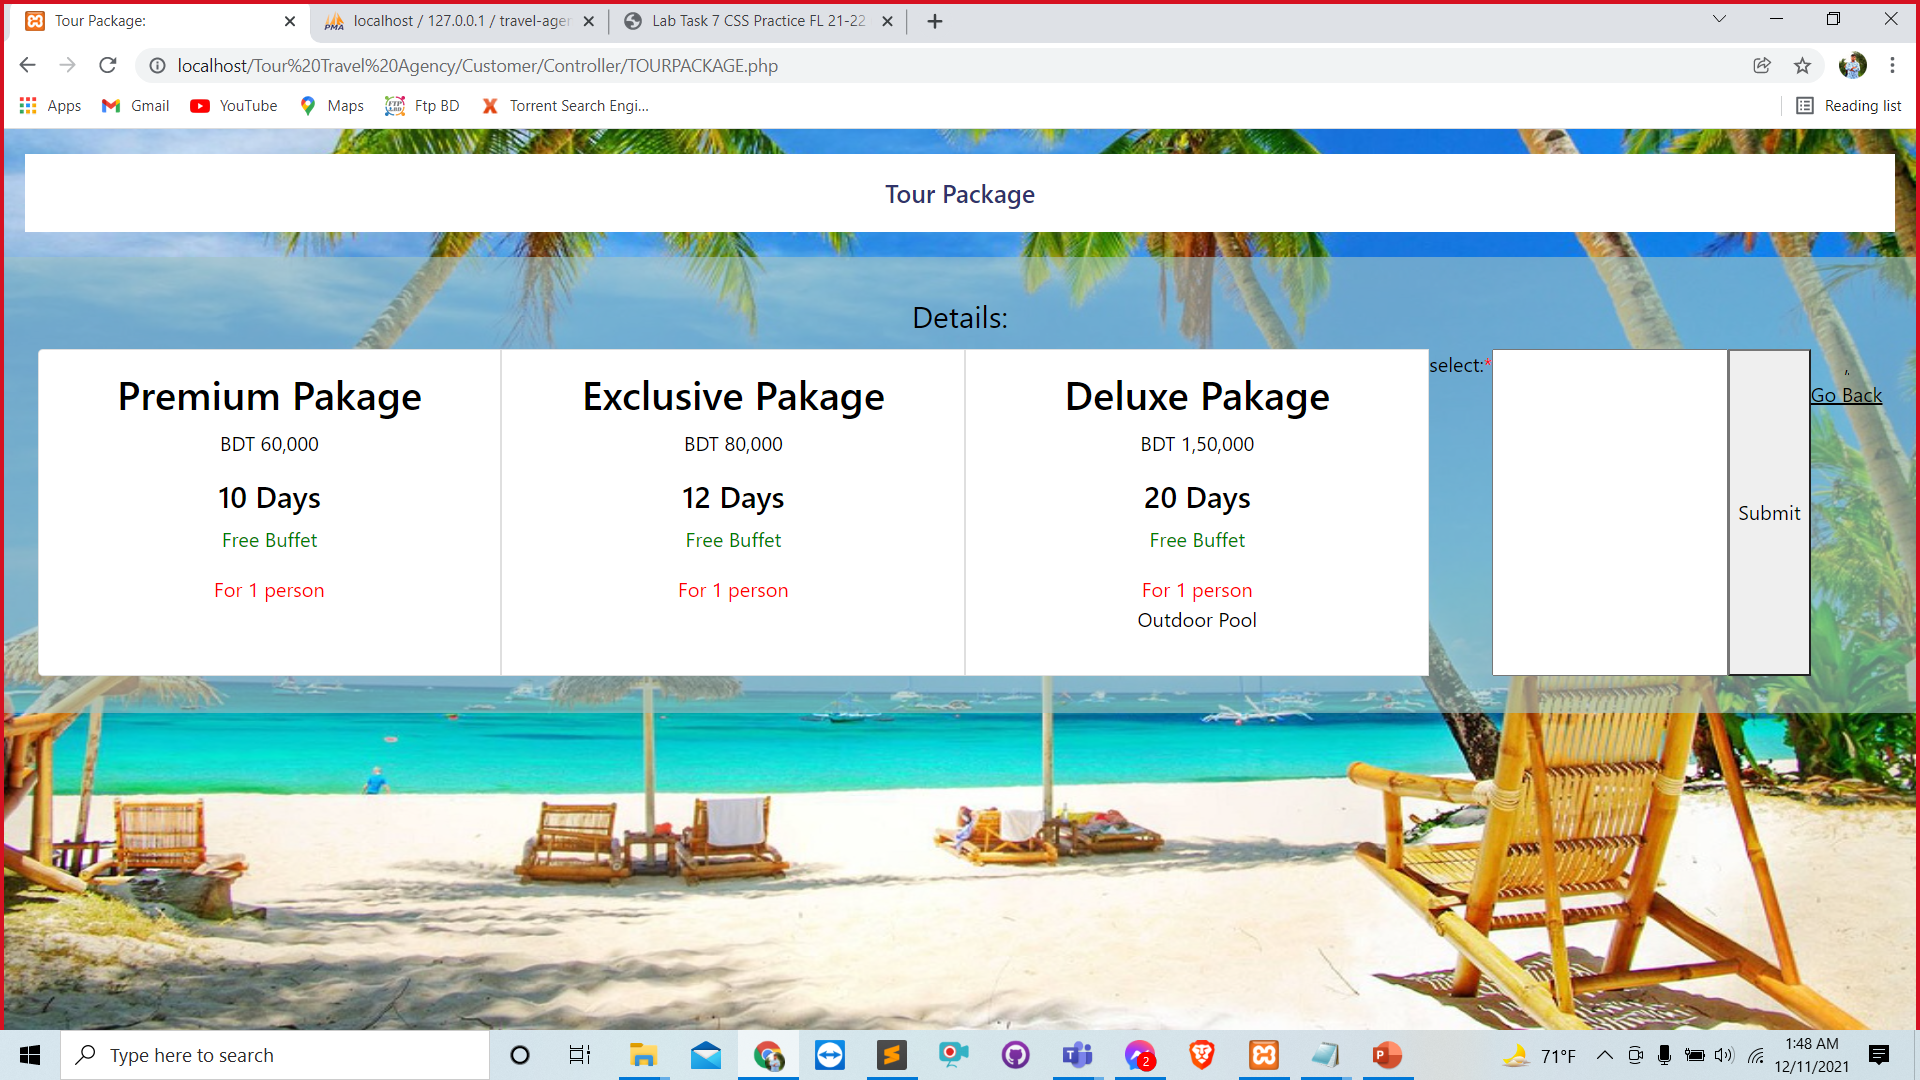 Tour Package:
localhost / 127.0.0.1 / travel-agen
Lab Task 7 CSS Practice FL 21-22
localhost/Tour%20Travel%20Agency/Customer/Controller/TOURPACKAGE.php
Apps
Gmail
YouTube
Maps
Ftp BD
Torrent Search Engi...
Reading list
Tour Package
Details:
Premium Pakage
BDT 60,000
10 Days
Free Buffet
For 1 person
Exclusive Pakage
BDT 80,000
12 Days
Free Buffet
For 1 person
Deluxe Pakage
BDT 1,50,000
20 Days
Free Buffet
For 1 person
Outdoor Pool
select:*
Submit
,.
Go Back
Type here to search
2
71°F
1:48 AM
12/11/2021